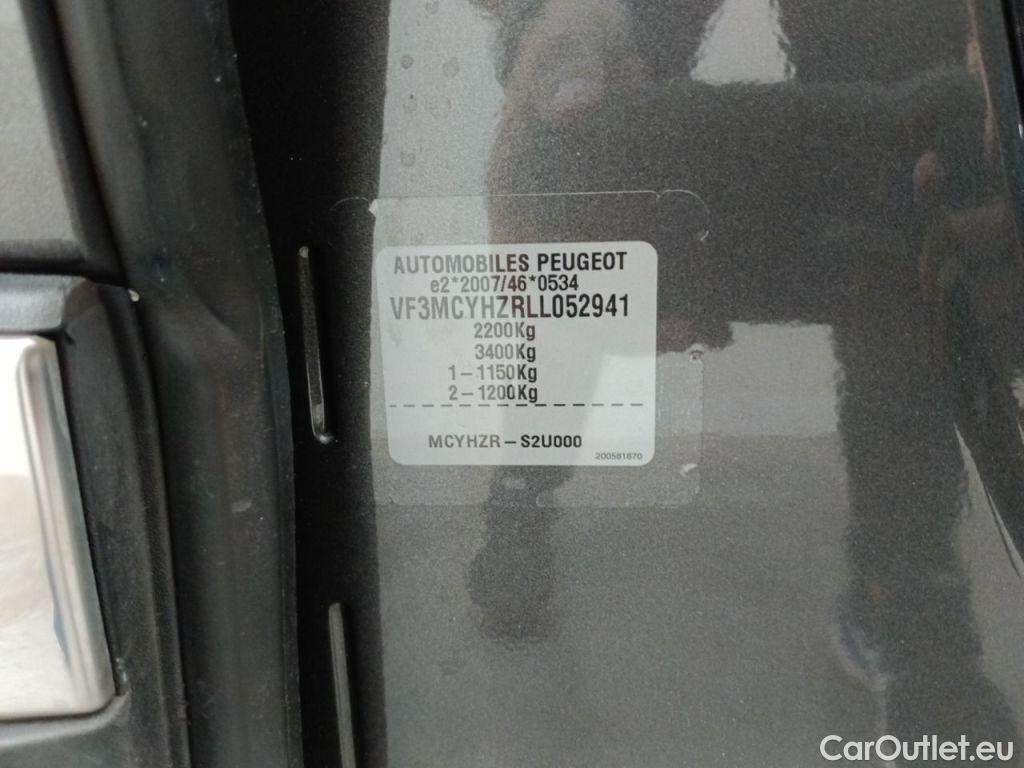 AUTOMOBILES PEUGEOT
e2*2007/46*0534
VF3MCYHZRLL052941
2200Kg
3400Kg
1-1150Kg
2-1200Kg
MCYHZR-S2U000
200581870
CarOutlet.eu